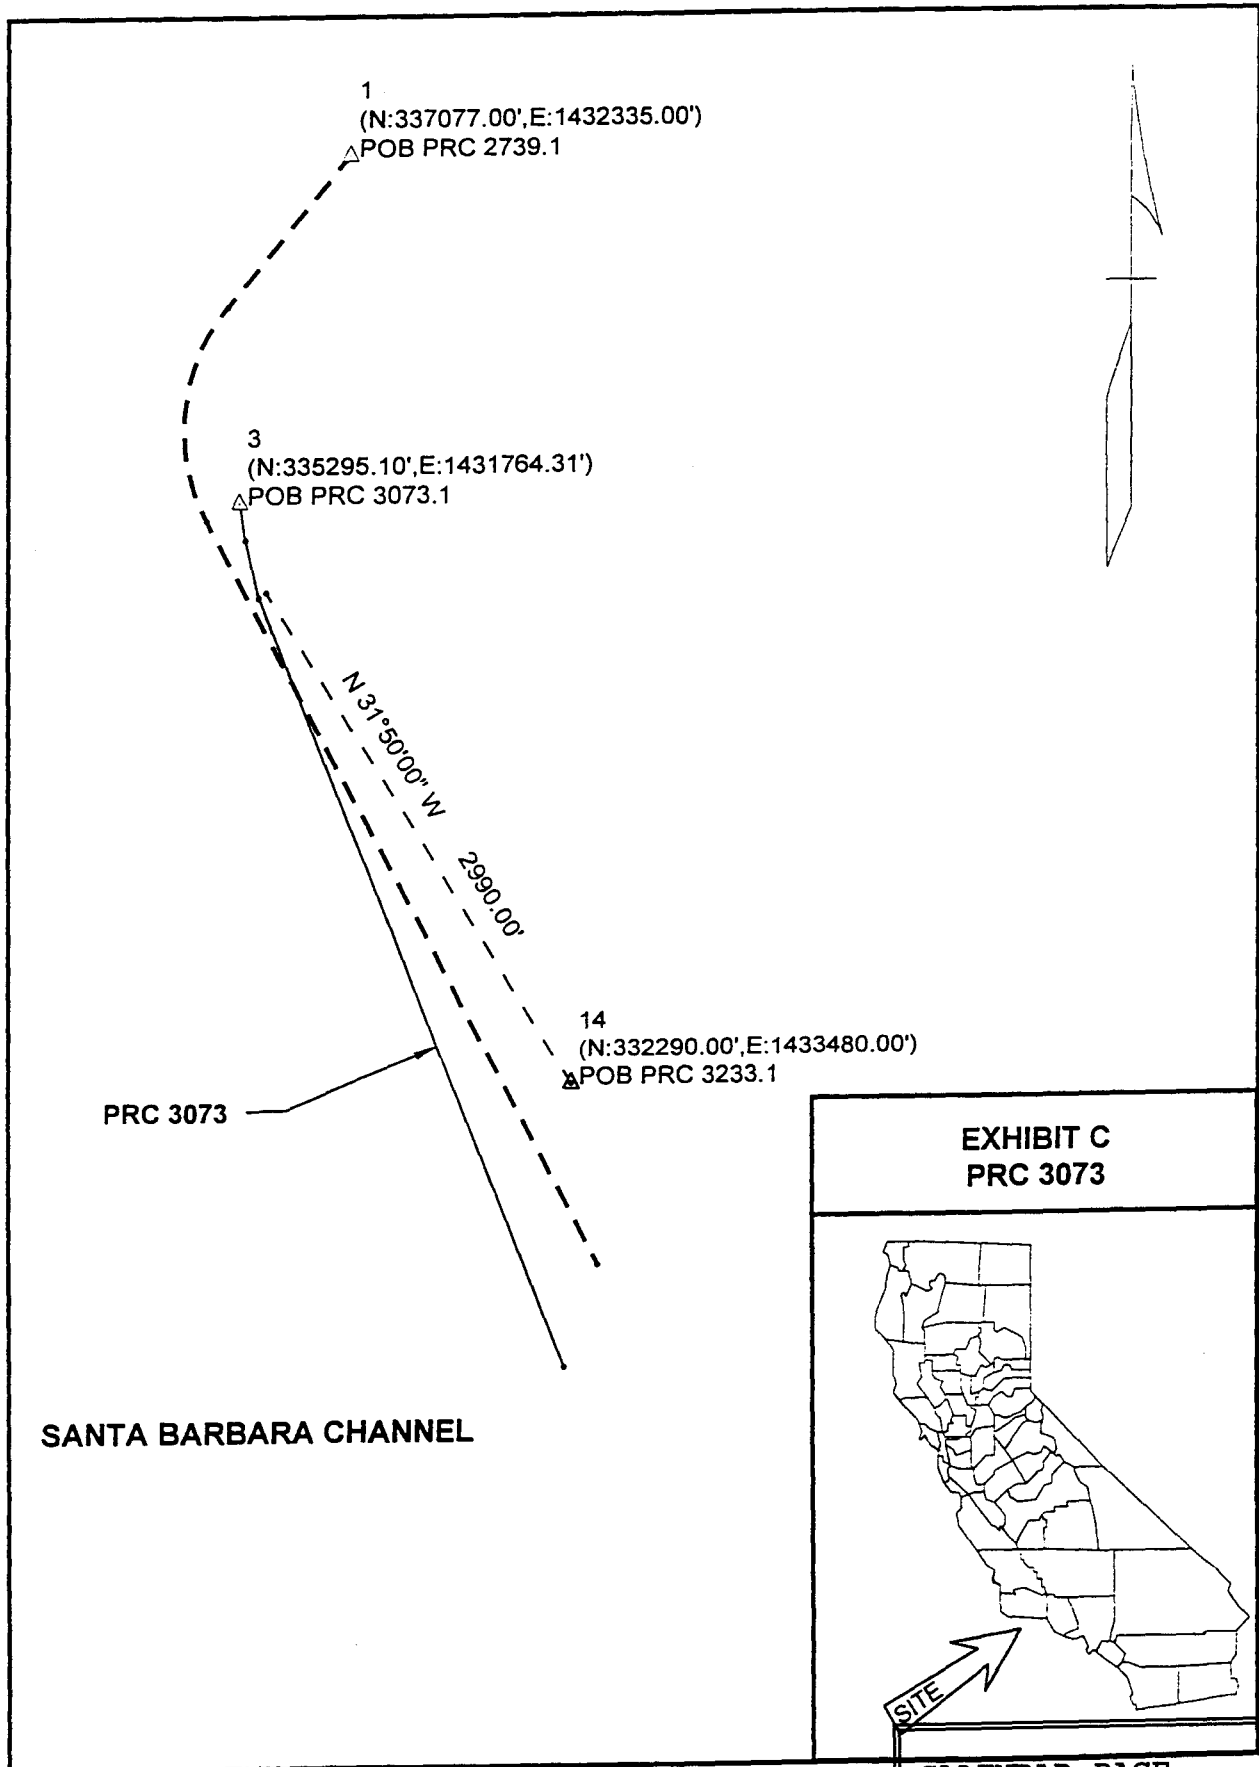 1
(N:337077.00',E:1432335.00')
POB PRC 2739.1
3
(N:335295.10',E:1431764.31')
POB PRC 3073.1
N 31°50'00" W 2990.00'
14
(N:332290.00',E:1433480.00')
POB PRC 3233.1
PRC 3073
SANTA BARBARA CHANNEL
EXHIBIT C
PRC 3073
SITE